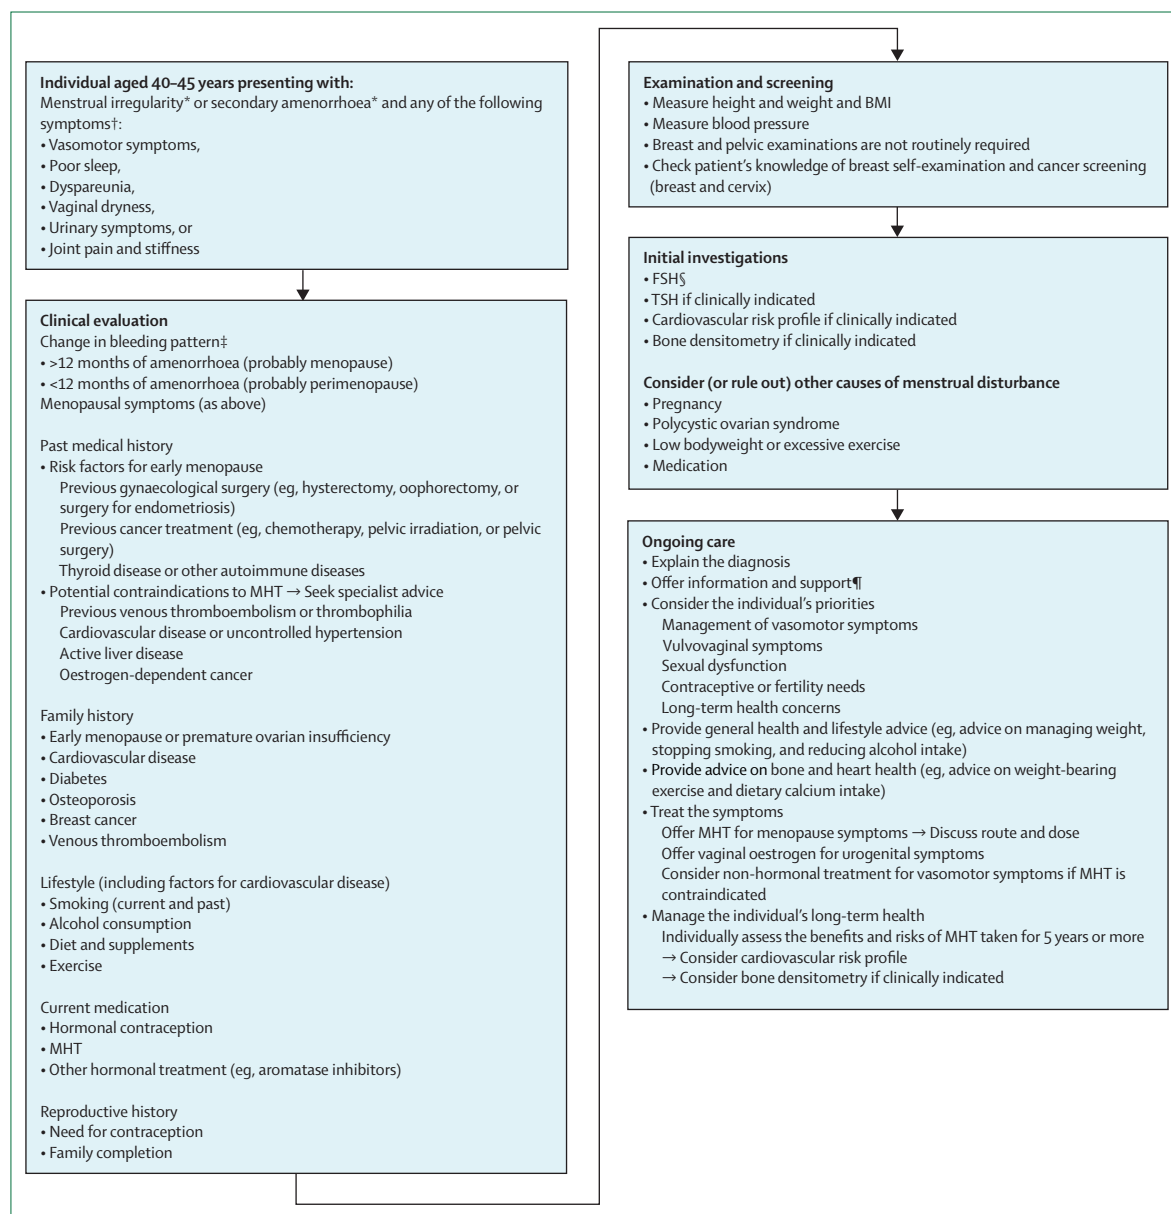 Individual aged 40–45 years presenting with:
Menstrual irregularity* or secondary amenorrhoea* and any of the following
symptoms†:
• Vasomotor symptoms,
• Poor sleep,
• Dyspareunia,
• Vaginal dryness,
• Urinary symptoms, or
• Joint pain and stiffness
Clinical evaluation
Change in bleeding pattern‡
• >12 months of amenorrhoea (probably menopause)
• <12 months of amenorrhoea (probably perimenopause)
Menopausal symptoms (as above)
Past medical history
• Risk factors for early menopause
Previous gynaecological surgery (eg, hysterectomy, oophorectomy, or
surgery for endometriosis)
Previous cancer treatment (eg, chemotherapy, pelvic irradiation, or pelvic
surgery)
Thyroid disease or other autoimmune diseases
• Potential contraindications to MHT → Seek specialist advice
Previous venous thromboembolism or thrombophilia
Cardiovascular disease or uncontrolled hypertension
Active liver disease
Oestrogen-dependent cancer
Family history
• Early menopause or premature ovarian insufficiency
• Cardiovascular disease
• Diabetes
• Osteoporosis
• Breast cancer
• Venous thromboembolism
Lifestyle (including factors for cardiovascular disease)
• Smoking (current and past)
• Alcohol consumption
• Diet and supplements
• Exercise
Current medication
• Hormonal contraception
• MHT
• Other hormonal treatment (eg, aromatase inhibitors)
Reproductive history
• Need for contraception
• Family completion
Examination and screening
• Measure height and weight and BMI
• Measure blood pressure
• Breast and pelvic examinations are not routinely required
• Check patient's knowledge of breast self-examination and cancer screening
(breast and cervix)
Initial investigations
• FSH§
• TSH if clinically indicated
• Cardiovascular risk profile if clinically indicated
• Bone densitometry if clinically indicated
Consider (or rule out) other causes of menstrual disturbance
• Pregnancy
• Polycystic ovarian syndrome
• Low bodyweight or excessive exercise
• Medication
Ongoing care
• Explain the diagnosis
• Offer information and support¶
• Consider the individual's priorities
Management of vasomotor symptoms
Vulvovaginal symptoms
Sexual dysfunction
Contraceptive or fertility needs
Long-term health concerns
• Provide general health and lifestyle advice (eg, advice on managing weight,
stopping smoking, and reducing alcohol intake)
• Provide advice on bone and heart health (eg, advice on weight-bearing
exercise and dietary calcium intake)
• Treat the symptoms
Offer MHT for menopause symptoms → Discuss route and dose
Offer vaginal oestrogen for urogenital symptoms
Consider non-hormonal treatment for vasomotor symptoms if MHT is
contraindicated
• Manage the individual's long-term health
Individually assess the benefits and risks of MHT taken for 5 years or more
→ Consider cardiovascular risk profile
→ Consider bone densitometry if clinically indicated